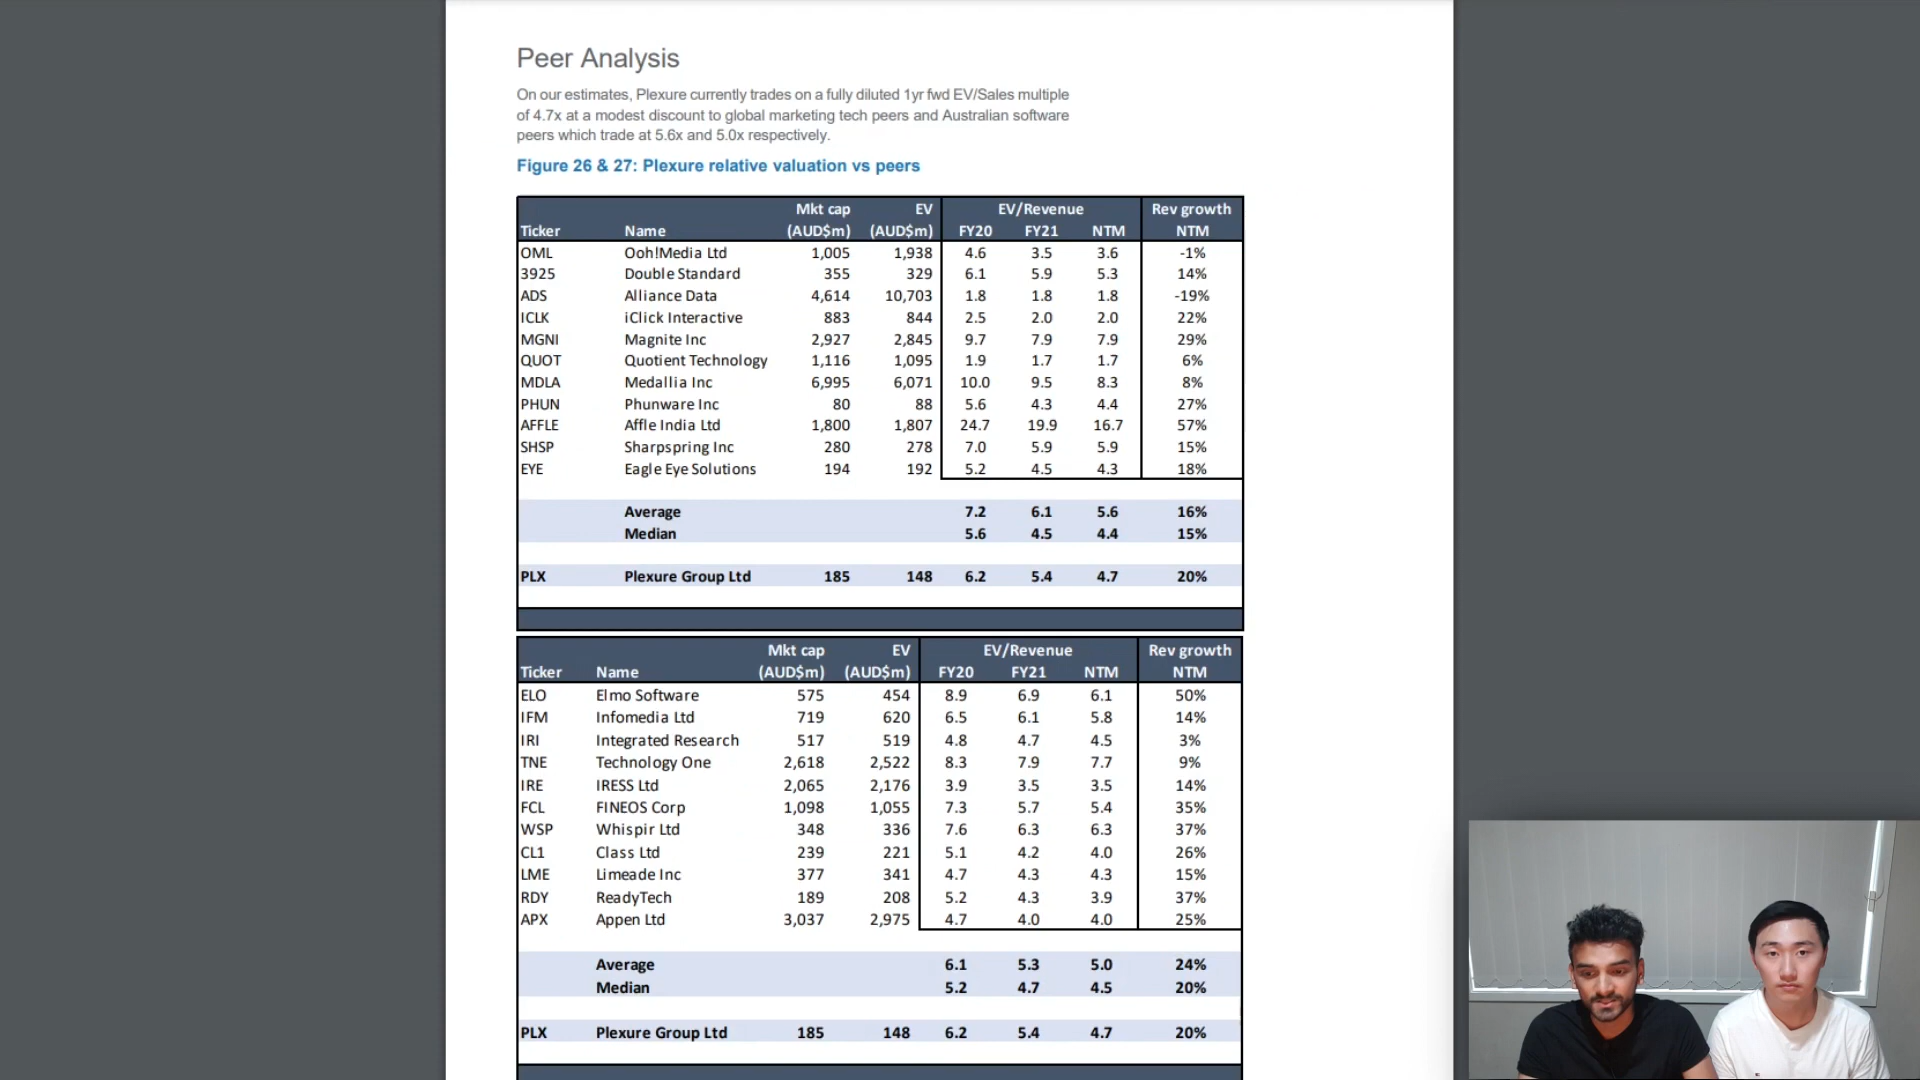 Peer Analysis
On our estimates, Plexure currently trades on a fully diluted 1yr fwd EV/Sales multiple
of 4.7x at a modest discount to global marketing tech peers and Australian software
peers which trade at 5.6x and 5.0x respectively.
Figure 26 & 27: Plexure relative valuation vs peers
Mkt cap EV EV/Revenue Rev growth
Ticker Name (AUD$m) (AUD$m) FY20 FY21 NTM NTM
OML Ooh!Media Ltd 1,005 1,938 4.6 3.5 3.6 -1%
3925 Double Standard 355 329 6.1 5.9 5.3 14%
ADS Alliance Data 4,614 10,703 1.8 1.8 1.8 -19%
ICLK iClick Interactive 883 844 2.5 2.0 2.0 22%
MGNI Magnite Inc 2,927 2,845 9.7 7.9 7.9 29%
QUOT Quotient Technology 1,116 1,095 1.9 1.7 1.7 6%
MDLA Medallia Inc 6,995 6,071 10.0 9.5 8.3 8%
PHUN Phunware Inc 80 88 5.6 4.3 4.4 27%
AFFLE Affle India Ltd 1,800 1,807 24.7 19.9 16.7 57%
SHSP Sharpspring Inc 280 278 7.0 5.9 5.9 15%
EYE Eagle Eye Solutions 194 192 5.2 4.5 4.3 18%
Average 7.2 6.1 5.6 16%
Median 5.6 4.5 4.4 15%
PLX Plexure Group Ltd 185 148 6.2 5.4 4.7 20%
Mkt cap EV EV/Revenue Rev growth
Ticker Name (AUD$m) (AUD$m) FY20 FY21 NTM NTM
ELO Elmo Software 575 454 8.9 6.9 6.1 50%
IFM Infomedia Ltd 719 620 6.5 6.1 5.8 14%
IRI Integrated Research 517 519 4.8 4.7 4.5 3%
TNE Technology One 2,618 2,522 8.3 7.9 7.7 9%
IRE IRESS Ltd 2,065 2,176 3.9 3.5 3.5 14%
FCL FINEOS Corp 1,098 1,055 7.3 5.7 5.4 35%
WSP Whispir Ltd 348 336 7.6 6.3 6.3 37%
CL1 Class Ltd 239 221 5.1 4.2 4.0 26%
LME Limeade Inc 377 341 4.7 4.3 4.3 15%
RDY ReadyTech 189 208 5.2 4.3 3.9 37%
APX Appen Ltd 3,037 2,975 4.7 4.0 4.0 25%
Average 6.1 5.3 5.0 24%
Median 5.2 4.7 4.5 20%
PLX Plexure Group Ltd 185 148 6.2 5.4 4.7 20%